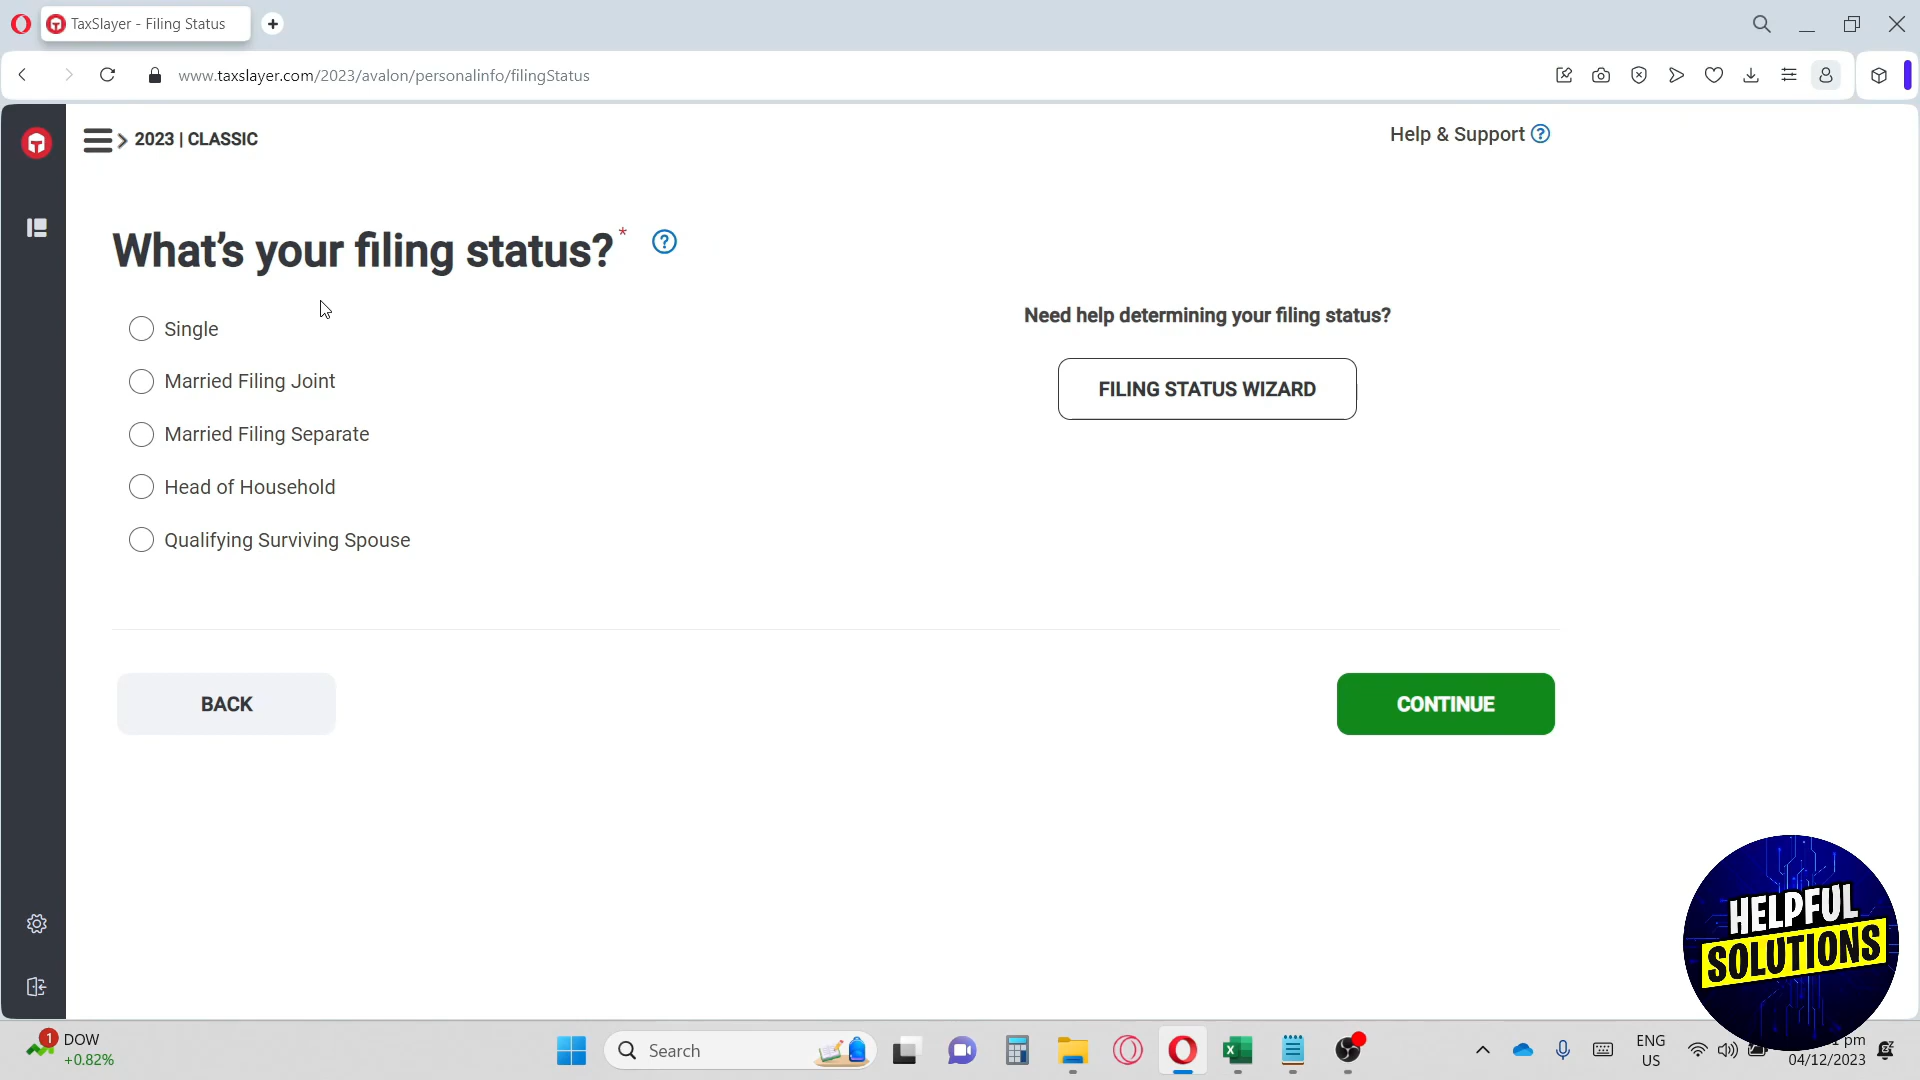 TaxSlayer - Filing Status
www.taxslayer.com/2023/avalon/personalinfo/filingStatus
2023 | CLASSIC
Help & Support
What's your filing status? *
Single
Married Filing Joint
Married Filing Separate
Head of Household
Qualifying Surviving Spouse
Need help determining your filing status?
FILING STATUS WIZARD
BACK
CONTINUE
HELPFUL
SOLUTIONS
1
DOW
+0.82%
Search
ENG
US
pm
04/12/2023